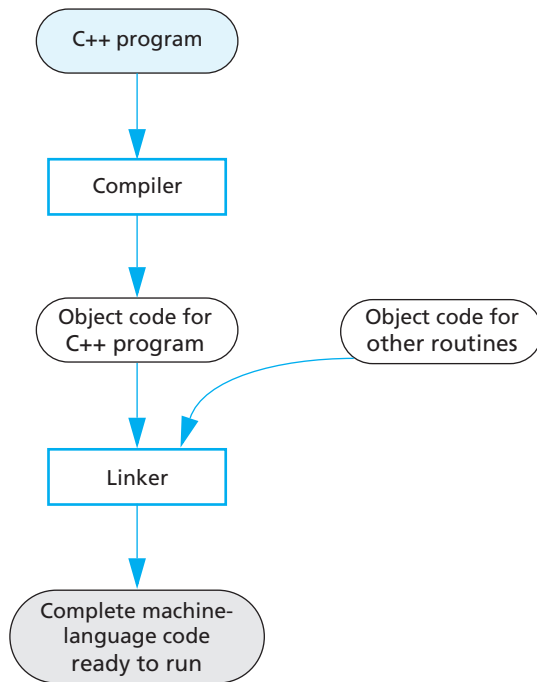 C++ program
Compiler
Object code for
C++ program
Object code for
other routines
Linker
Complete machine-
language code
ready to run